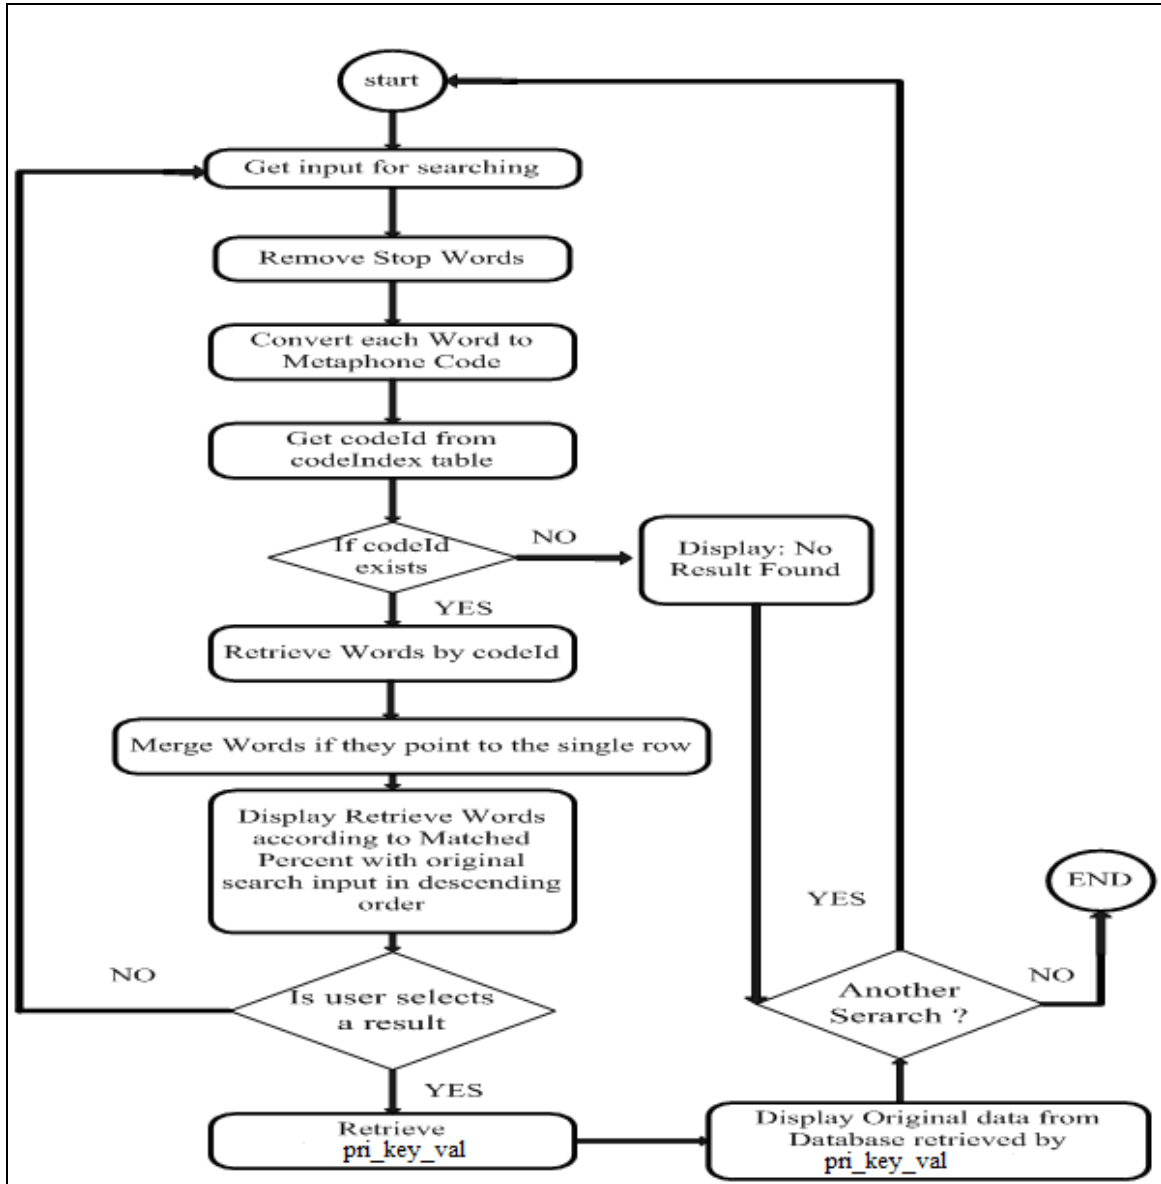 start
Get input for searching
Remove Stop Words
Convert each Word to
Metaphone Code
Get codeId from
codeIndex table
If codeId
exists
NO
Display: No
Result Found
YES
Retrieve Words by codeId
Merge Words if they point to the single row
Display Retrieve Words
according to Matched
Percent with original
search input in descending
order
YES
END
NO
Is user selects
a result
Another
Serarch ?
NO
YES
Retrieve
pri_key_val
Display Original data from
Database retrieved by
pri_key_val